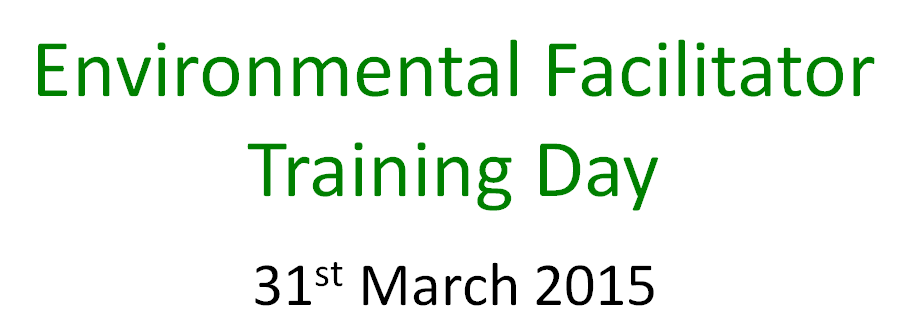 Environmental Facilitator
Training Day
31st March 2015